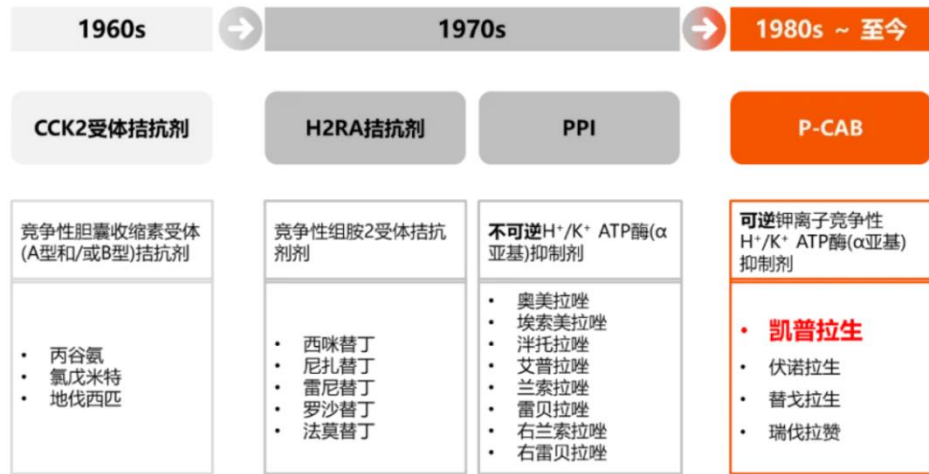 1960s
1970s
1980s ~ 至今
CCK2受体拮抗剂
H2RA拮抗剂
PPI
P-CAB
竞争性胆囊收缩素受体
(A型和/或B型)拮抗剂
竞争性组胺2受体拮抗
剂剂
不可逆H⁺/K⁺ ATP酶(α
亚基)抑制剂
可逆钾离子竞争性
H⁺/K⁺ ATP酶(α亚基)
抑制剂
• 丙谷氨
• 氯戊米特
• 地伐西匹
• 西咪替丁
• 尼扎替丁
• 雷尼替丁
• 罗沙替丁
• 法莫替丁
• 奥美拉唑
• 埃索美拉唑
• 泮托拉唑
• 艾普拉唑
• 兰索拉唑
• 雷贝拉唑
• 右兰索拉唑
• 右雷贝拉唑
• 凯普拉生
• 伏诺拉生
• 替戈拉生
• 瑞伐拉赞